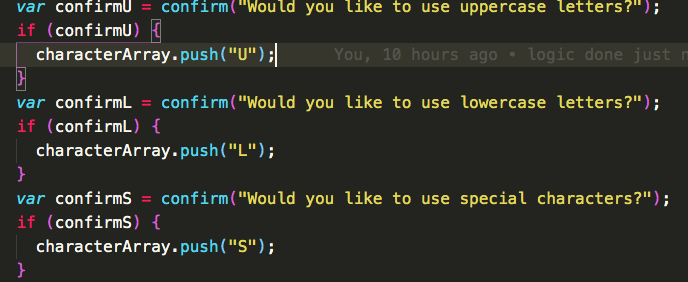 var confirmU = confirm("Would you like to use uppercase letters?");
if (confirmU) {
characterArray.push("U"); You, 10 hours ago • logic done just n
}
var confirmL = confirm("Would you like to use lowercase letters?");
if (confirmL) {
characterArray.push("L");
}
var confirmS = confirm("Would you like to use special characters?");
if (confirmS) {
characterArray.push("S");
}